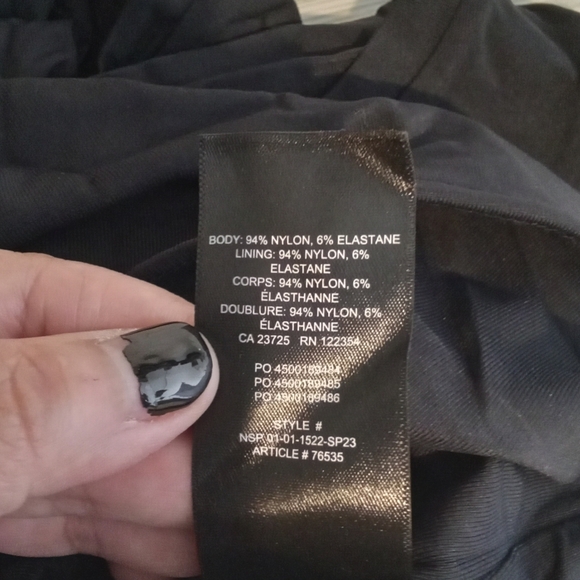 BODY: 94% NYLON, 6% ELASTANE
LINING: 94% NYLON, 6%
ELASTANE
CORPS: 94% NYLON, 6%
ÉLASTHANNE
DOUBLURE: 94% NYLON, 6%
ÉLASTHANNE
CA 23725 RN 122354
PO 4500189484
PO 4500189485
PO 4500189486
STYLE #
NSP 01-01-1522-SP23
ARTICLE # 76535